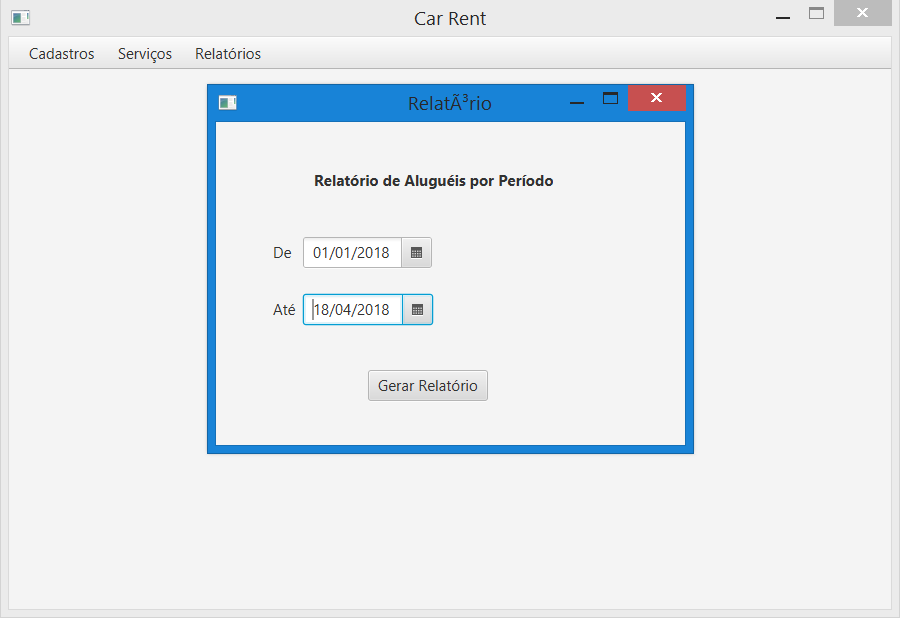 Car Rent
Cadastros Serviços Relatórios
RelatÃ³rio
Relatório de Aluguéis por Período
De 01/01/2018
Até 18/04/2018
Gerar Relatório